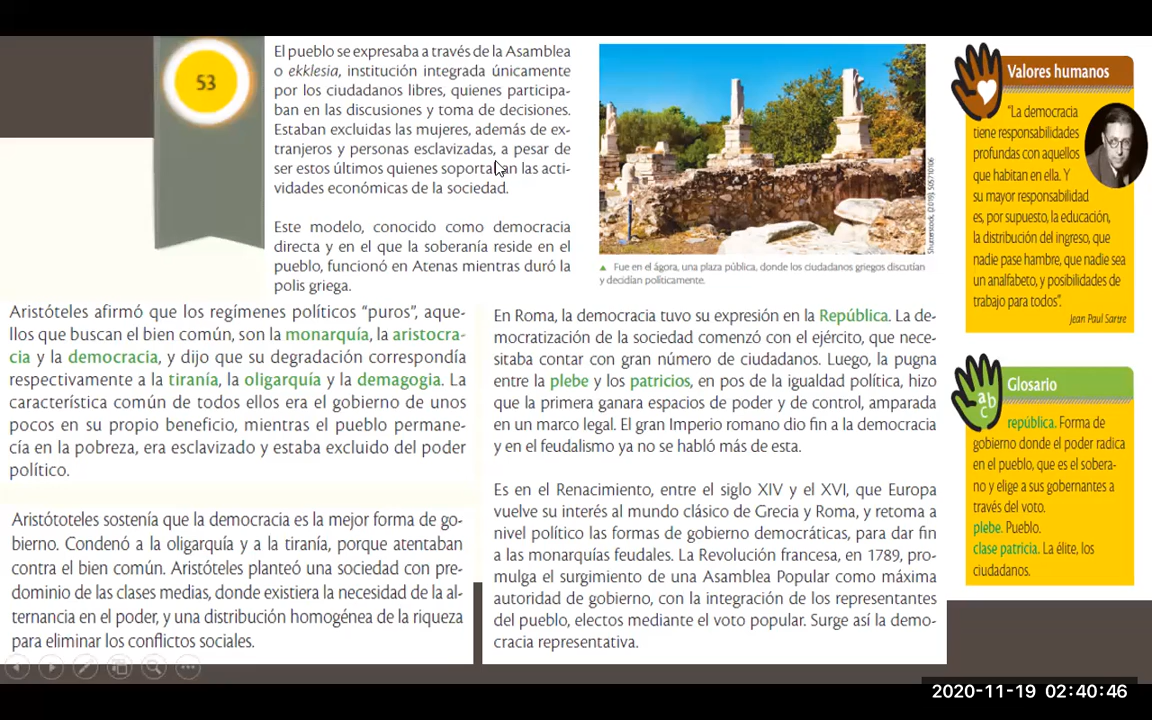 53
El pueblo se expresaba a través de la Asamblea
o ekklesia, institución integrada únicamente
por los ciudadanos libres, quienes participa-
ban en las discusiones y toma de decisiones.
Estaban excluidas las mujeres, además de ex-
tranjeros y personas esclavizadas, a pesar de
ser estos últimos quienes soportaban las acti-
vidades económicas de la sociedad.
Este modelo, conocido como democracia
directa y en el que la soberanía reside en el
pueblo, funcionó en Atenas mientras duró la
polis griega.
Shutterstock, (2019). 505710106
▲ Fue en el ágora, una plaza pública, donde los ciudadanos griegos discutían
y decidían políticamente.
Aristóteles afirmó que los regímenes políticos “puros”, aque-
llos que buscan el bien común, son la monarquía, la aristocra-
cia y la democracia, y dijo que su degradación correspondía
respectivamente a la tiranía, la oligarquía y la demagogia. La
característica común de todos ellos era el gobierno de unos
pocos en su propio beneficio, mientras el pueblo permane-
cía en la pobreza, era esclavizado y estaba excluido del poder
político.
Aristótoteles sostenía que la democracia es la mejor forma de go-
bierno. Condenó a la oligarquía y a la tiranía, porque atentaban
contra el bien común. Aristóteles planteó una sociedad con pre-
dominio de las clases medias, donde existiera la necesidad de la al-
ternancia en el poder, y una distribución homogénea de la riqueza
para eliminar los conflictos sociales.
En Roma, la democracia tuvo su expresión en la República. La de-
mocratización de la sociedad comenzó con el ejército, que nece-
sitaba contar con gran número de ciudadanos. Luego, la pugna
entre la plebe y los patricios, en pos de la igualdad política, hizo
que la primera ganara espacios de poder y de control, amparada
en un marco legal. El gran Imperio romano dio fin a la democracia
y en el feudalismo ya no se habló más de esta.
Es en el Renacimiento, entre el siglo XIV y el XVI, que Europa
vuelve su interés al mundo clásico de Grecia y Roma, y retoma a
nivel político las formas de gobierno democráticas, para dar fin
a las monarquías feudales. La Revolución francesa, en 1789, pro-
mulga el surgimiento de una Asamblea Popular como máxima
autoridad de gobierno, con la integración de los representantes
del pueblo, electos mediante el voto popular. Surge así la demo-
cracia representativa.
Valores humanos
“La democracia
tiene responsabilidades
profundas con aquellos
que habitan en ella. Y
su mayor responsabilidad
es, por supuesto, la educación,
la distribución del ingreso, que
nadie pase hambre, que nadie sea
un analfabeto, y posibilidades de
trabajo para todos”.
Jean Paul Sartre
ab
c
Glosario
república. Forma de
gobierno donde el poder radica
en el pueblo, que es el sobera-
no y elige a sus gobernantes a
través del voto.
plebe. Pueblo.
clase patricia. La élite, los
ciudadanos.
2020-11-19 02:40:46